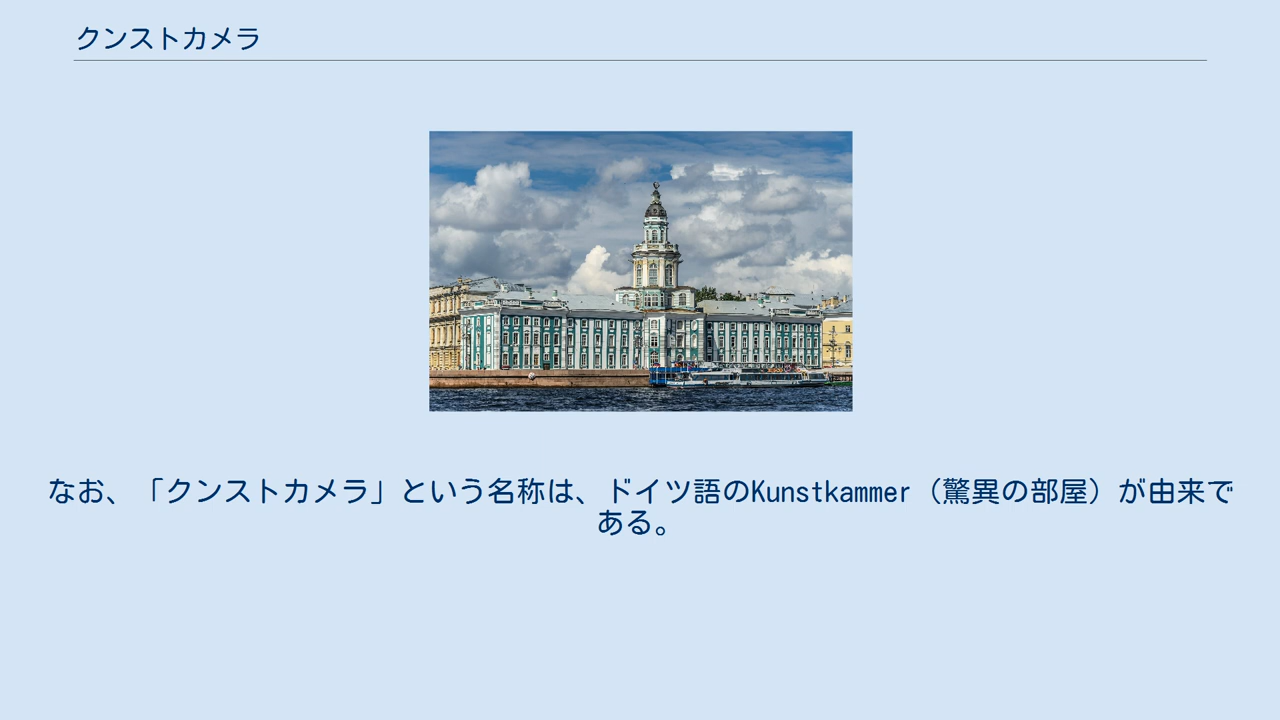 クンストカメラ
なお、「クンストカメラ」という名称は、ドイツ語のKunstkammer（驚異の部屋）が由来で
ある。